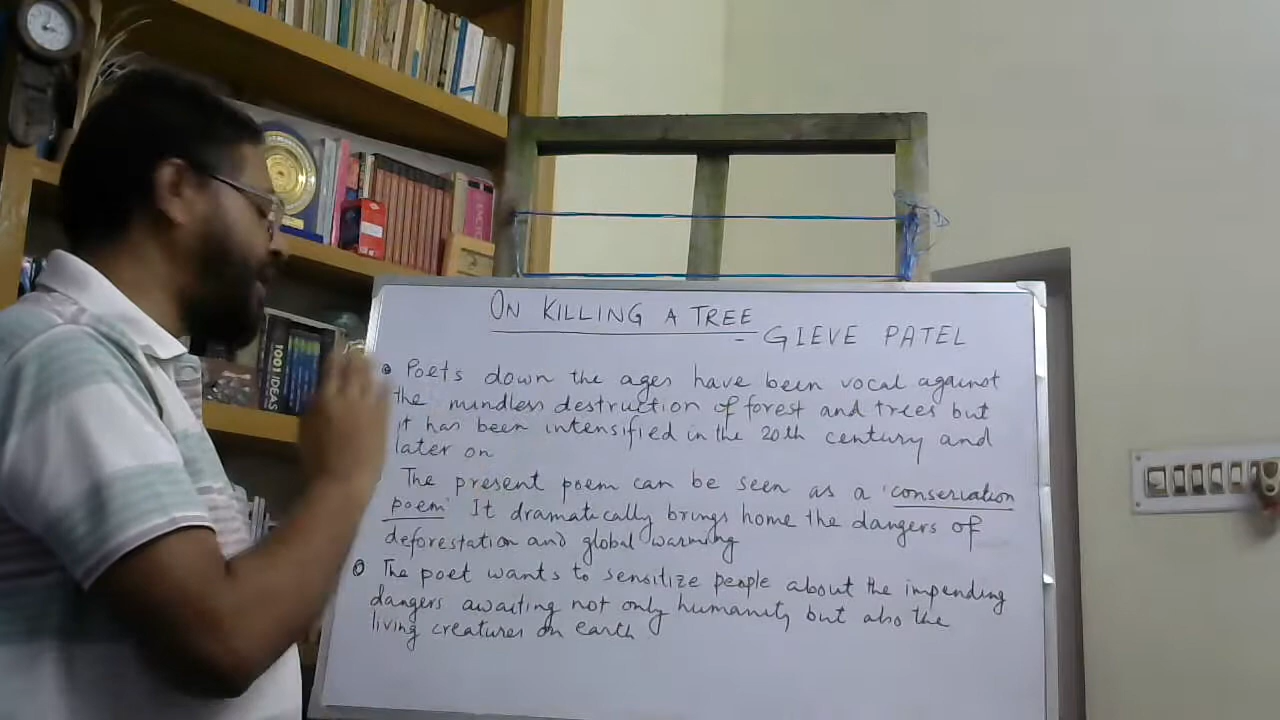 ON KILLING A TREE
- GIEVE PATEL
Poets down the ages have been vocal against
the mindless destruction of forest and trees but
it has been intensified in the 20th century and
later on
The present poem can be seen as a 'conservation
poem' It dramatically brings home the dangers of
deforestation and global warming
The poet wants to sensitize people about the impending
dangers awaiting not only humanity but also the
living creatures on earth
1001 IDEAS